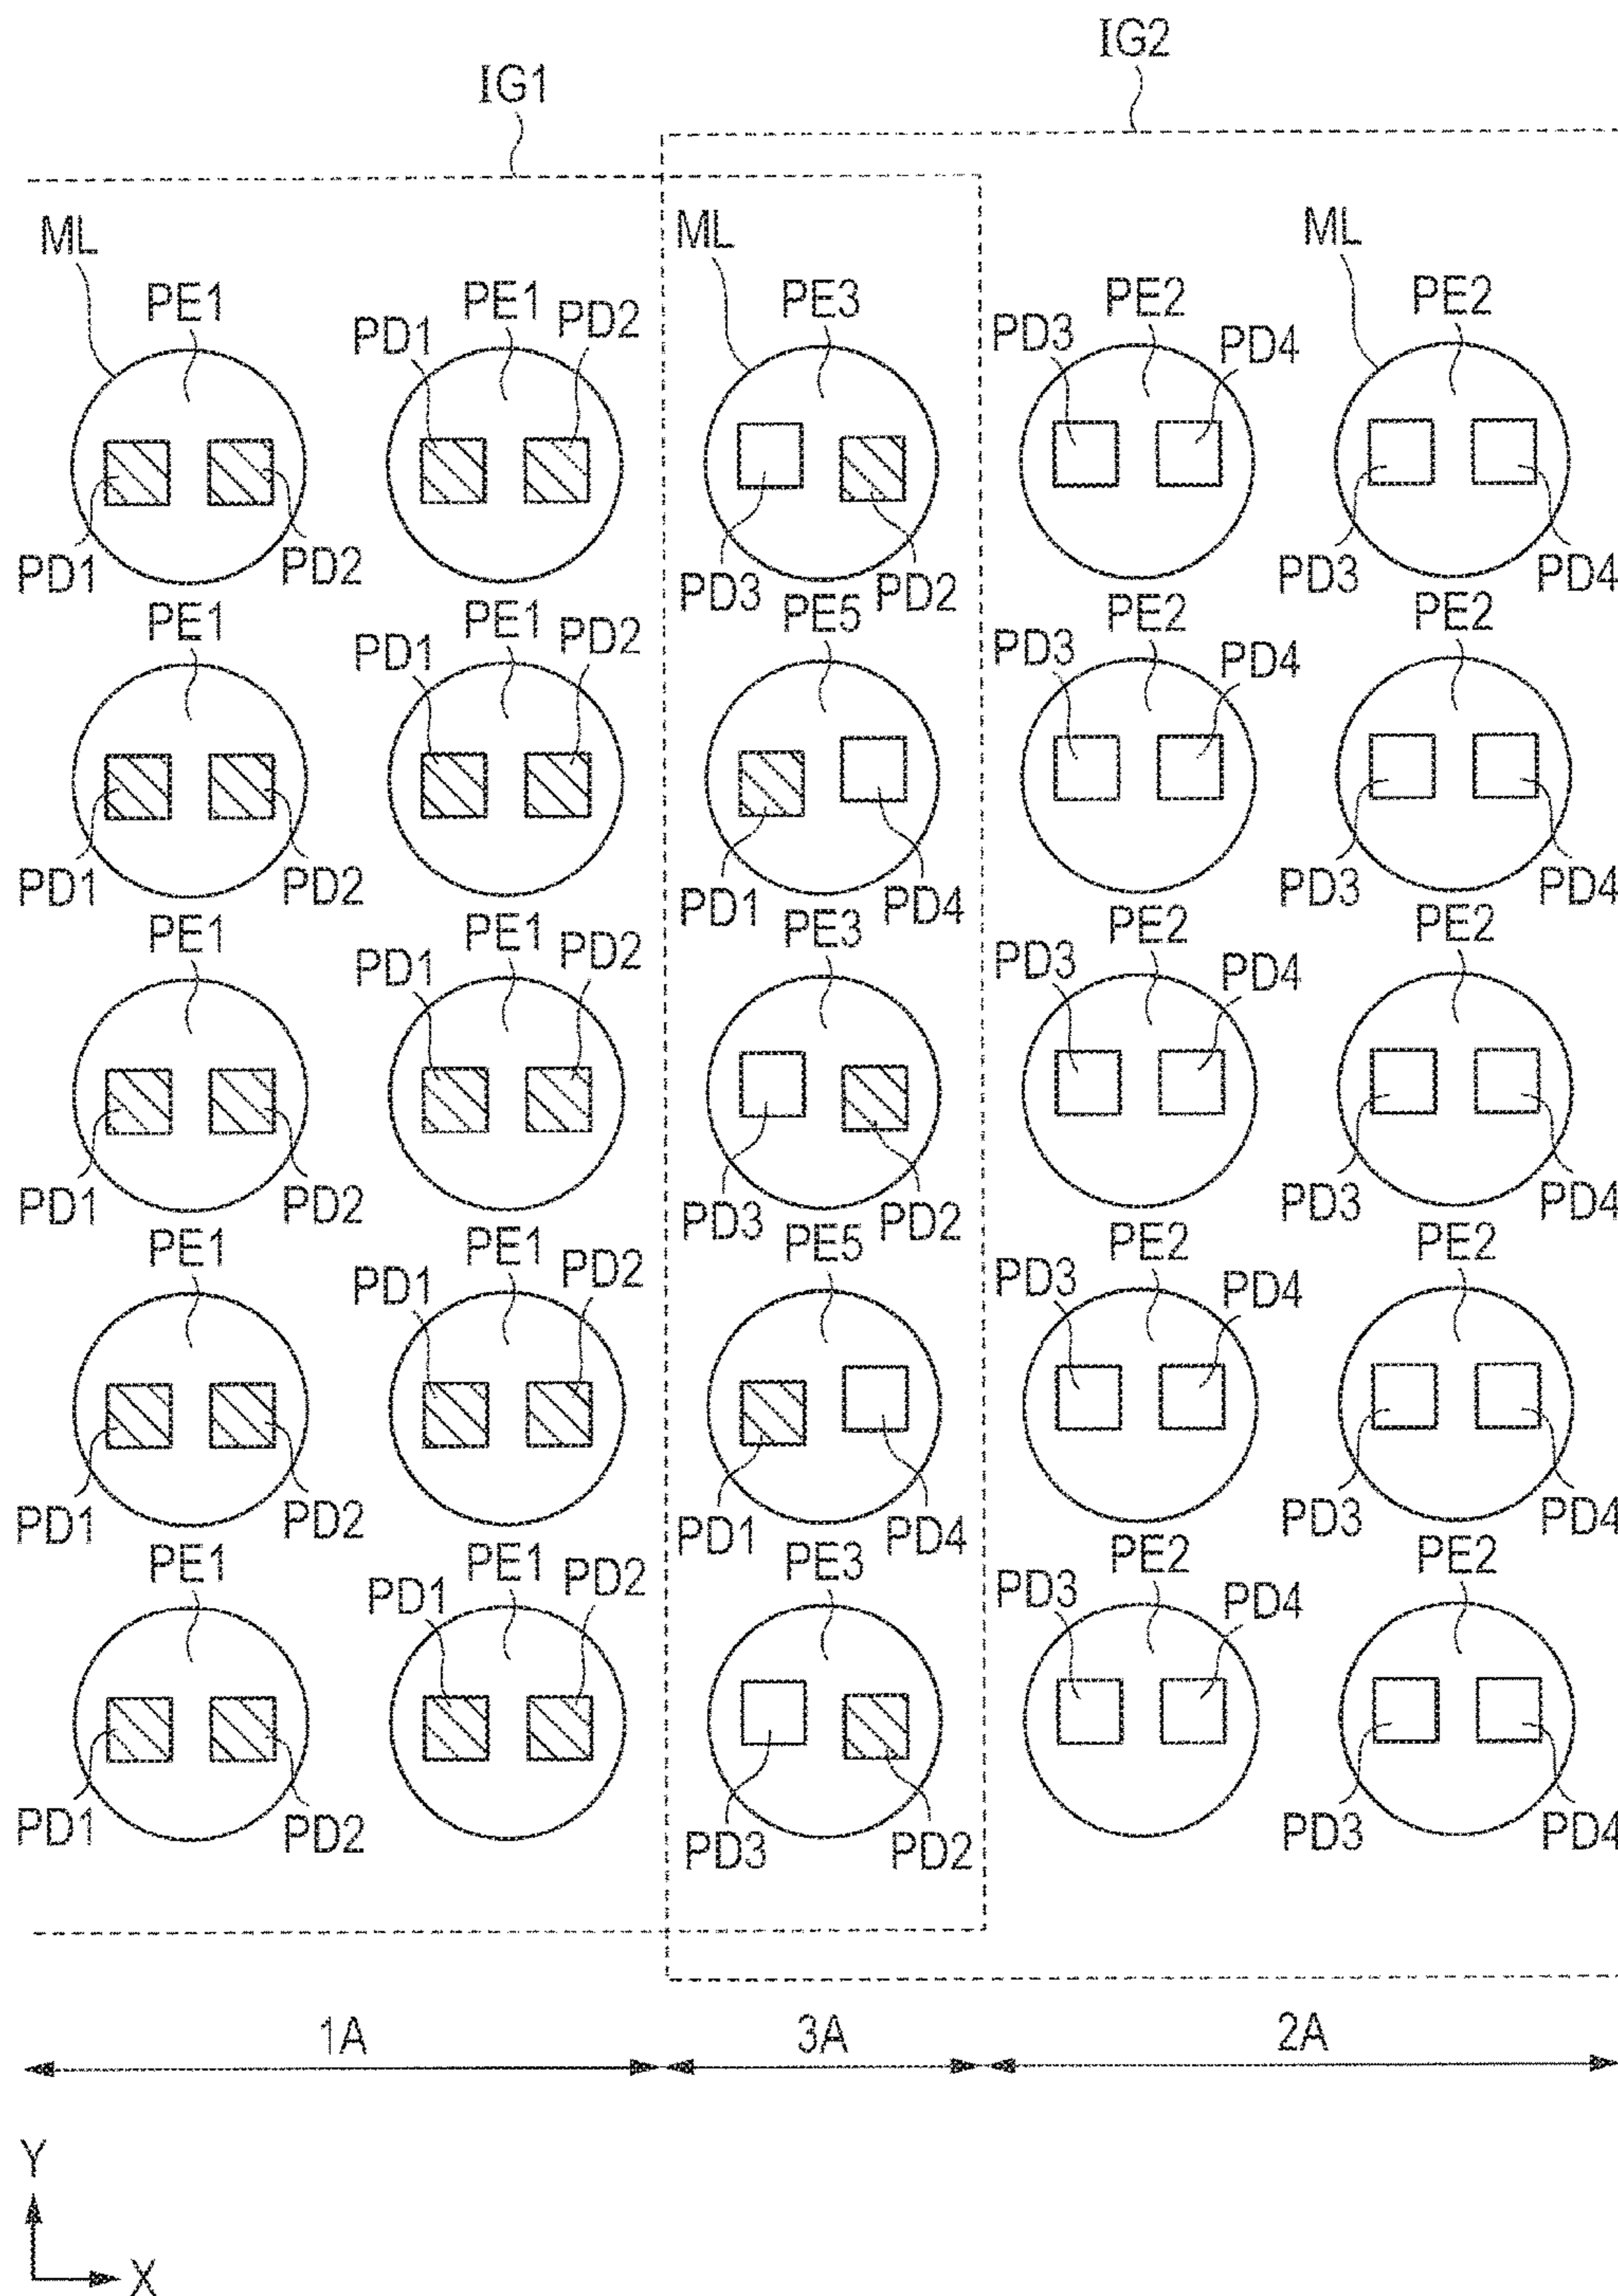 IG2
IG1
ML ML ML
PE1 PE1 PE3 PE2 PE2
PD1 PD2 PD3 PD4
PD1 PD2 PD3 PD2 PD3 PD4
PE1 PE1 PE5 PE2 PE2
PD1 PD2 PD3 PD4
PD1 PD2 PD1 PD4 PD3 PD4
PE1 PE1 PE3 PE2 PE2
PD1 PD2 PD3 PD4
PD1 PD2 PD3 PD2 PD3 PD4
PE1 PE1 PE5 PE2 PE2
PD1 PD2 PD3 PD4
PD1 PD2 PD1 PD4 PD3 PD4
PE1 PE1 PE3 PE2 PE2
PD1 PD2 PD3 PD4
PD1 PD2 PD3 PD2 PD3 PD4
1A 3A 2A
Y
X